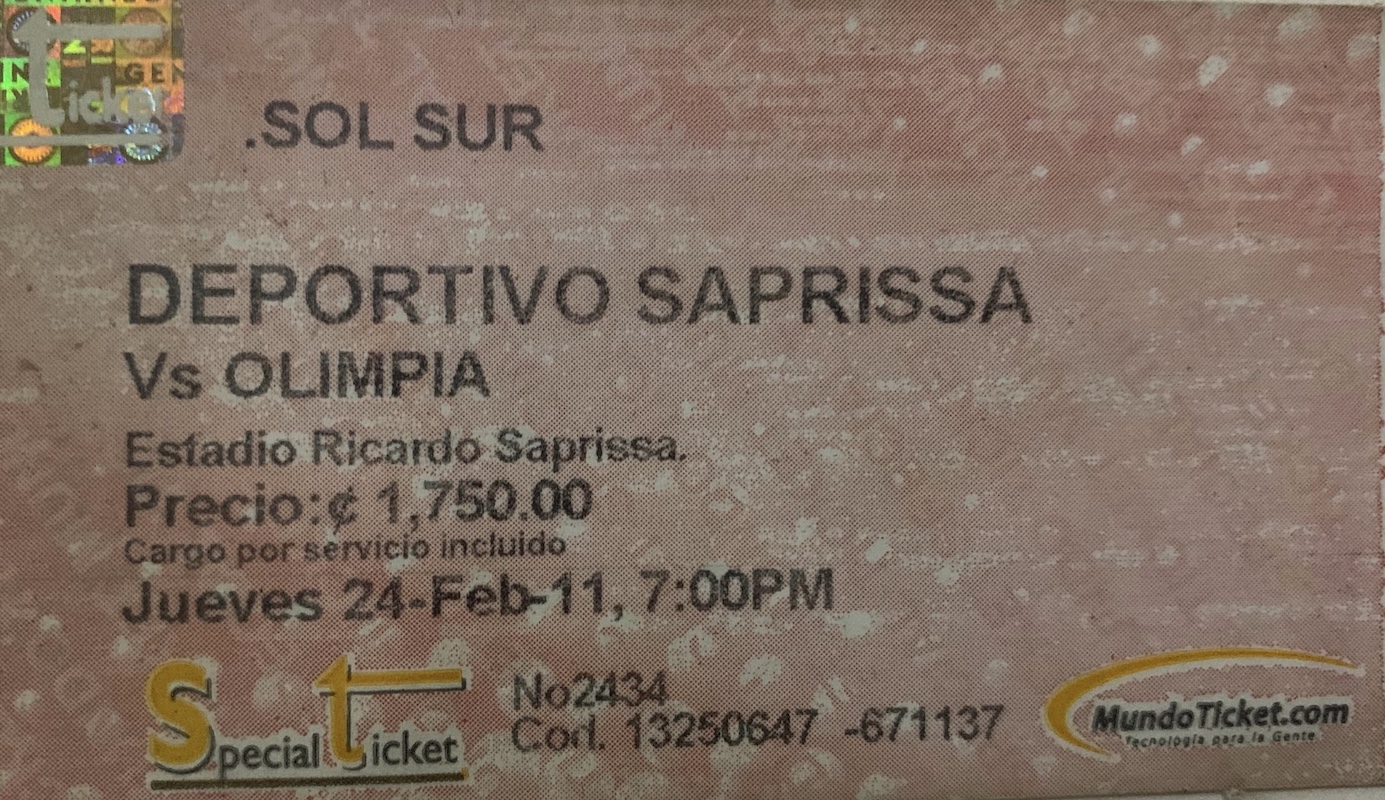 ticket
.SOL SUR
DEPORTIVO SAPRISSA
Vs OLIMPIA
Estadio Ricardo Saprissa.
Precio:¢ 1,750.00
Cargo por servicio incluido
Jueves 24-Feb-11, 7:00PM
Special ticket
No2434
Cod. 13250647 -671137
MundoTicket.com
Tecnología para la Gente.